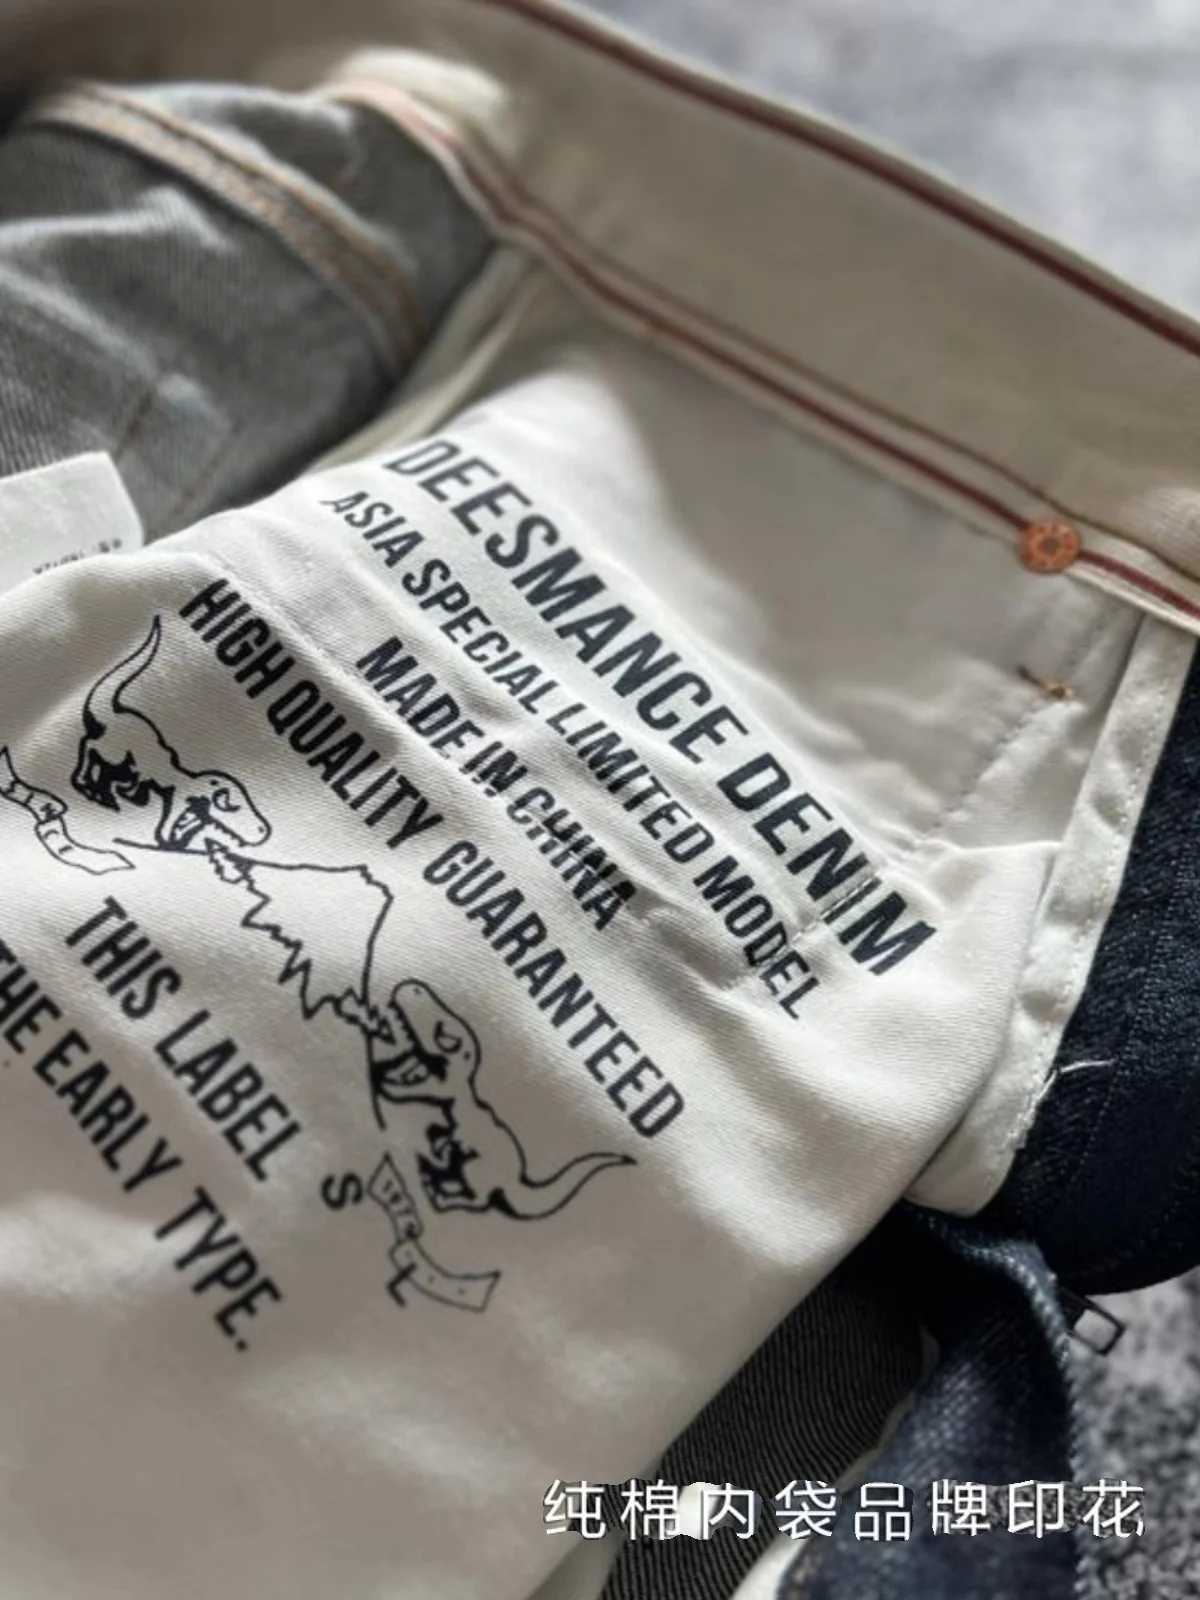 DEESMANCE DENIM
ASIA SPECIAL LIMITED MODEL
MADE IN CHINA
HIGH QUALITY GUARANTEED
THIS LABEL S
THE EARLY TYPE.
L
纯棉内袋品牌印花